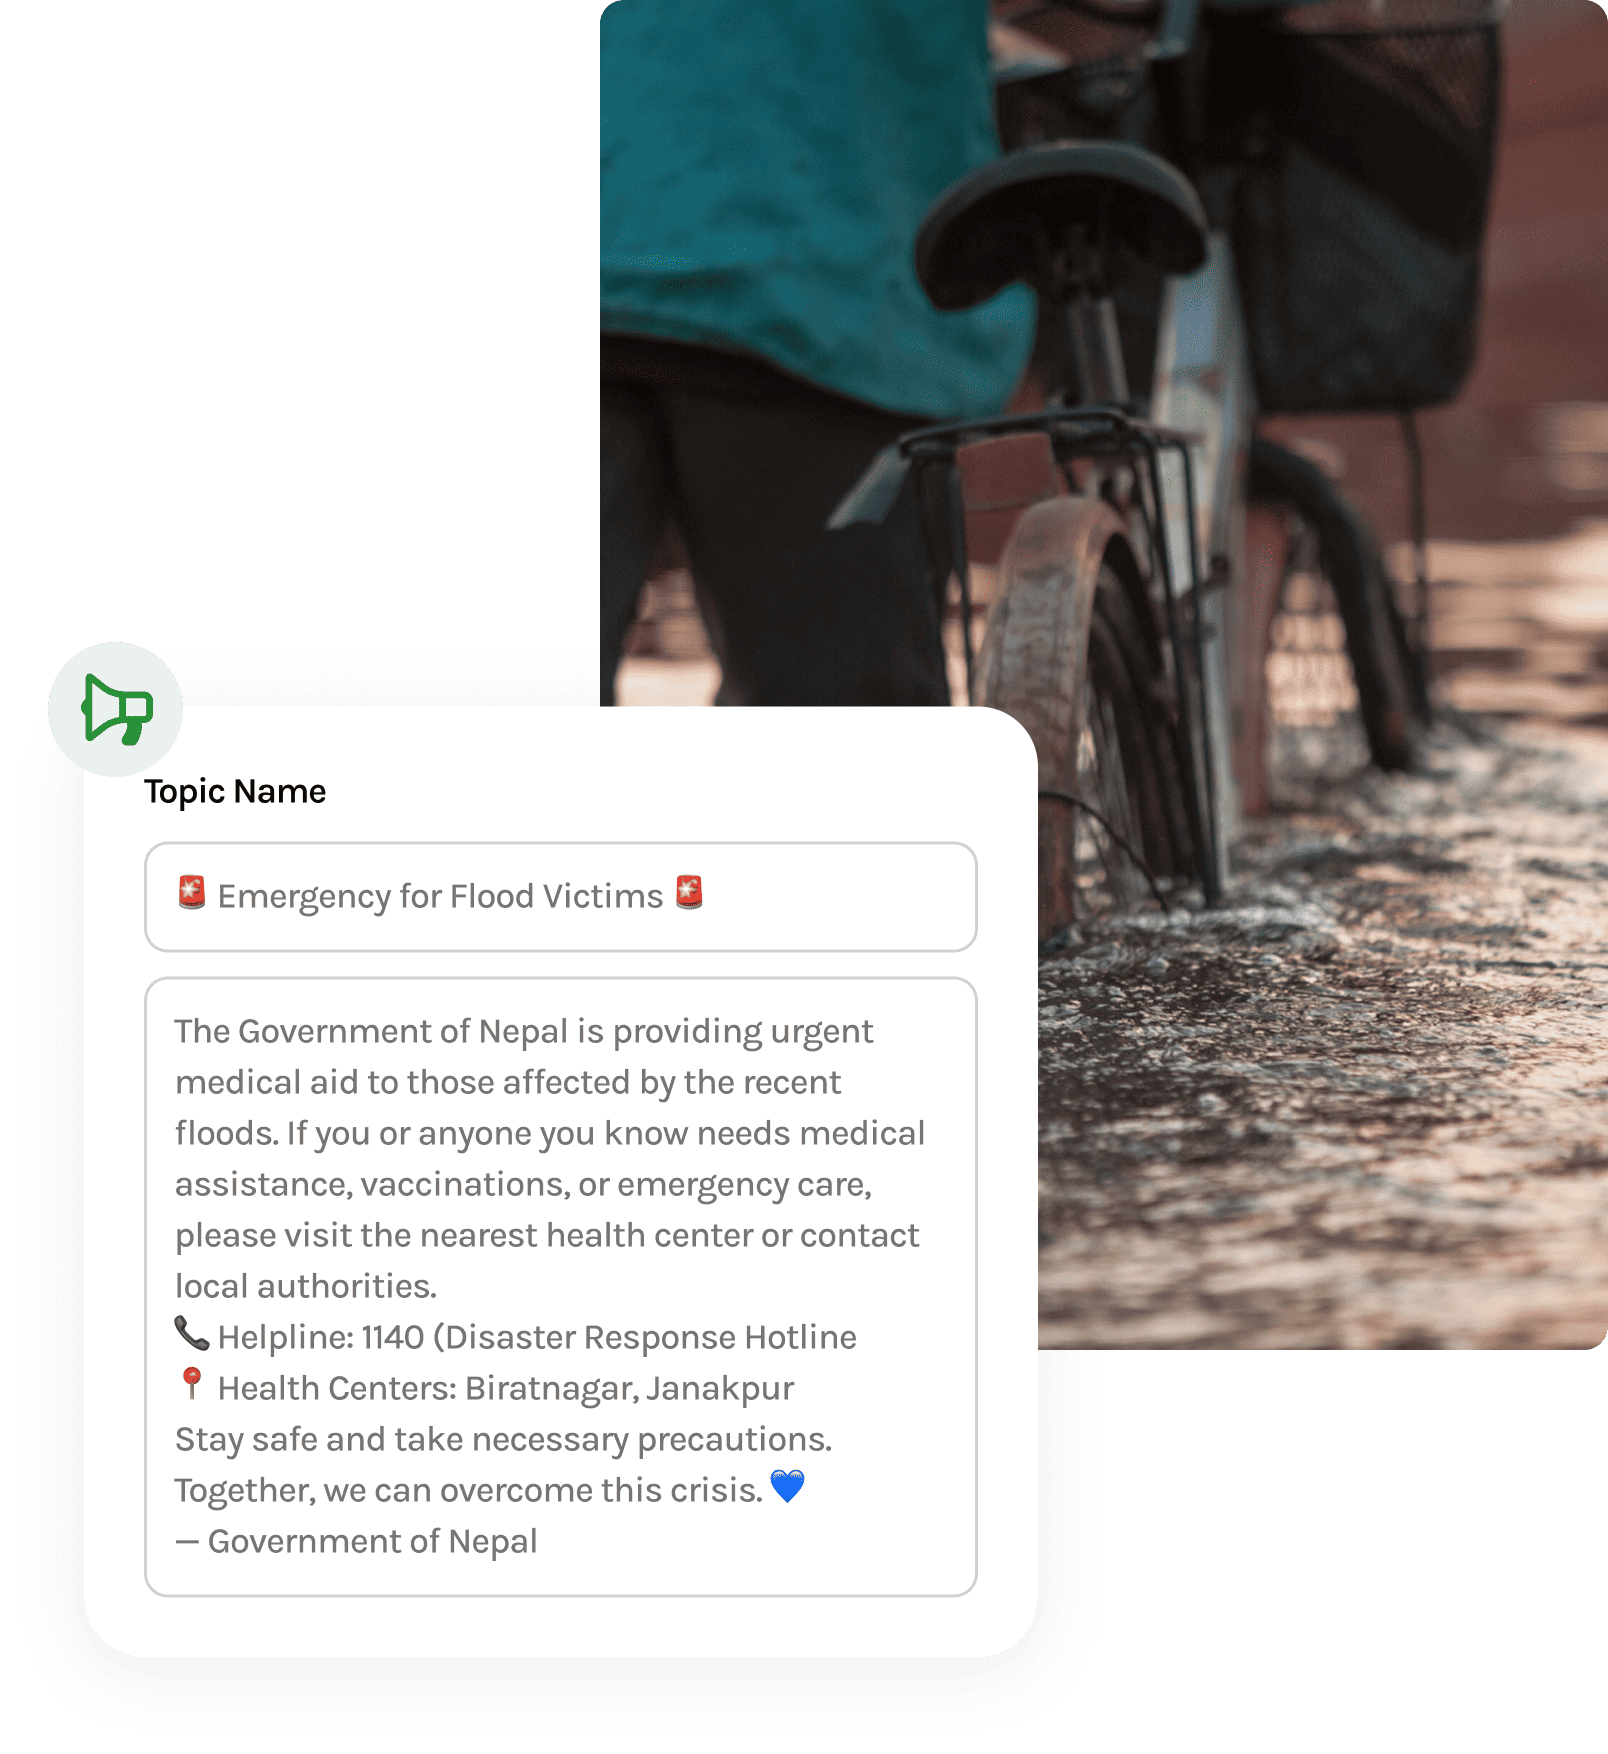 Topic Name
🚨 Emergency for Flood Victims 🚨
The Government of Nepal is providing urgent
medical aid to those affected by the recent
floods. If you or anyone you know needs medical
assistance, vaccinations, or emergency care,
please visit the nearest health center or contact
local authorities.
📞 Helpline: 1140 (Disaster Response Hotline
📍 Health Centers: Biratnagar, Janakpur
Stay safe and take necessary precautions.
Together, we can overcome this crisis. 💙
— Government of Nepal